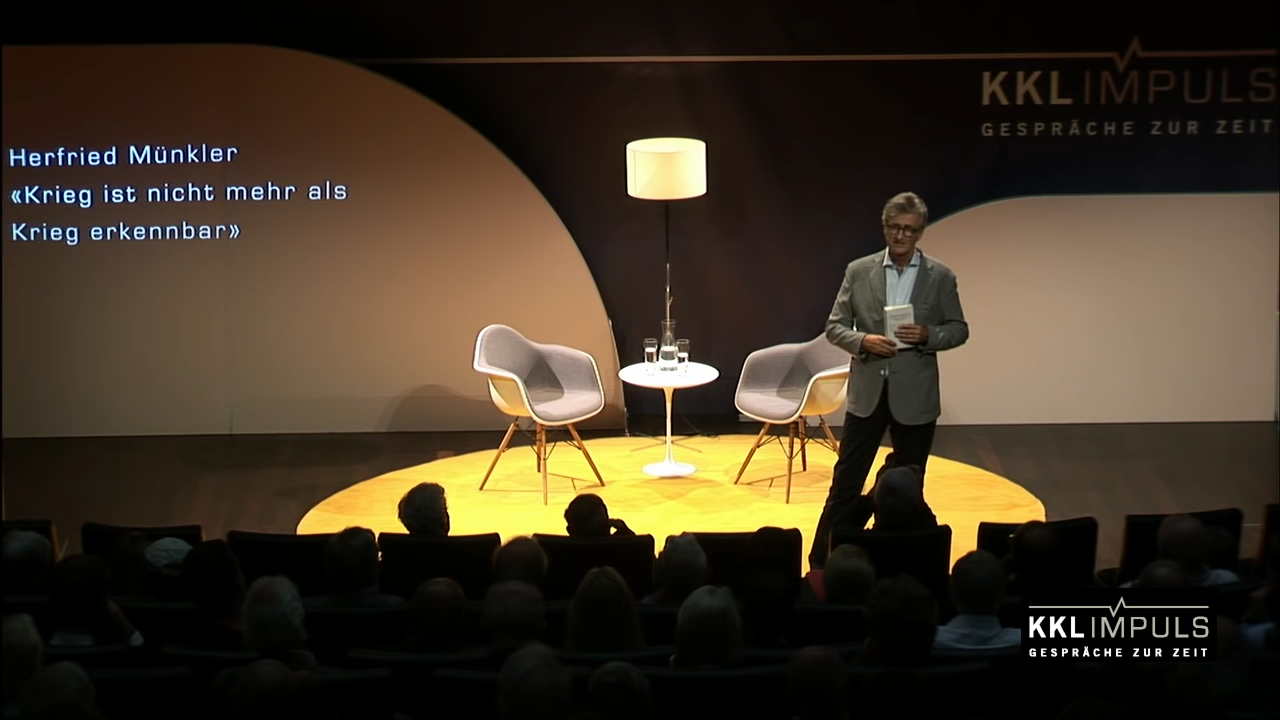 Herfried Münkler
«Krieg ist nicht mehr als
Krieg erkennbar»
KKL IMPULS
GESPRÄCHE ZUR ZEIT
KKL IMPULS
GESPRÄCHE ZUR ZEIT